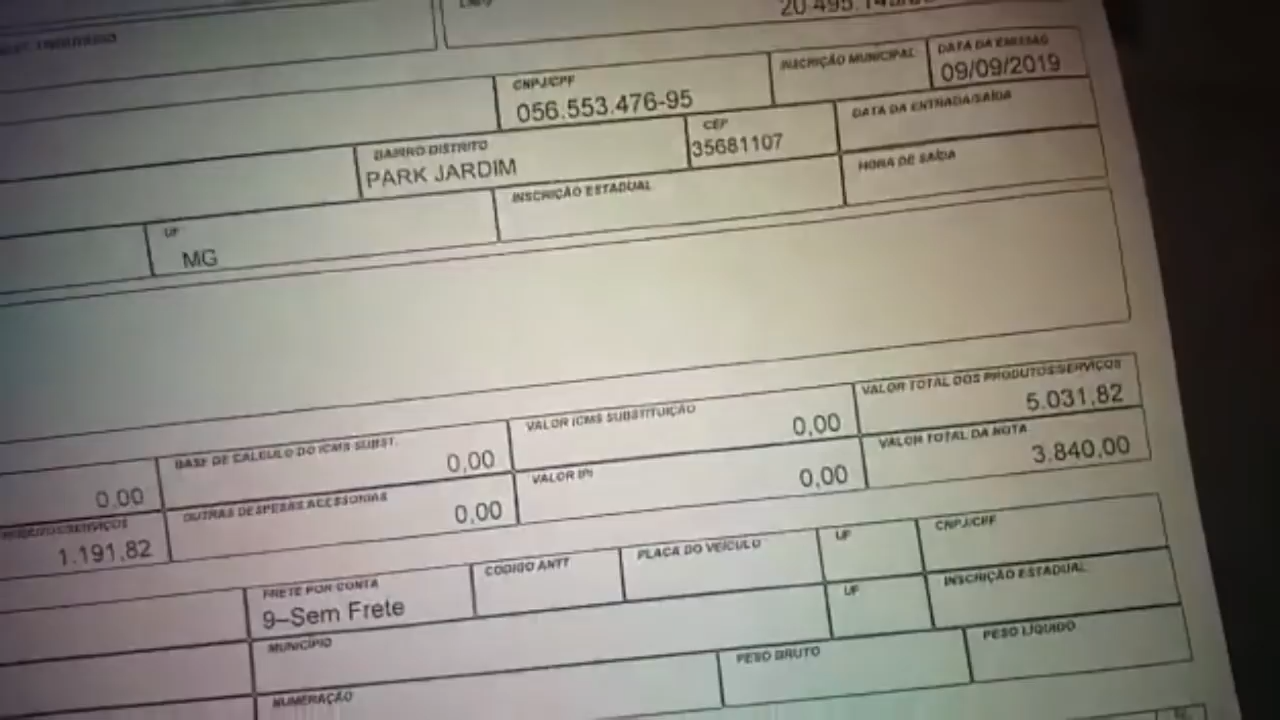 CNPJ/CPF
056.553.476-95
INSCRIÇÃO MUNICIPAL
DATA DA EMISSÃO
09/09/2019
BAIRRO DISTRITO
PARK JARDIM
CEP
35681107
DATA DA ENTRADA/SAÍDA
UF
MG
INSCRIÇÃO ESTADUAL
HORA DE SAÍDA
0,00
BASE DE CALCULO DO ICMS SUBST.
0,00
VALOR ICMS SUBSTITUIÇÃO
0,00
VALOR TOTAL DOS PRODUTOS/SERVIÇOS
5.031,82
1.191,82
OUTRAS DESPESAS ACESSORIAS
0,00
VALOR IPI
0,00
VALOR TOTAL DA NOTA
3.840,00
FRETE POR CONTA
9–Sem Frete
CODIGO ANTT
PLACA DO VEÍCULO
UF
CNPJ/CPF
MUNICÍPIO
UF
INSCRIÇÃO ESTADUAL
NUMERAÇÃO
PESO BRUTO
PESO LÍQUIDO